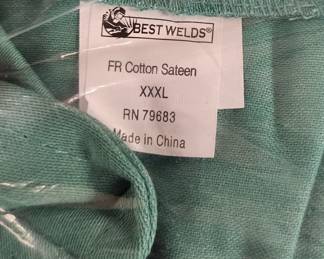 BEST WELDS®
FR Cotton Sateen
XXXL
RN 79683
Made in China